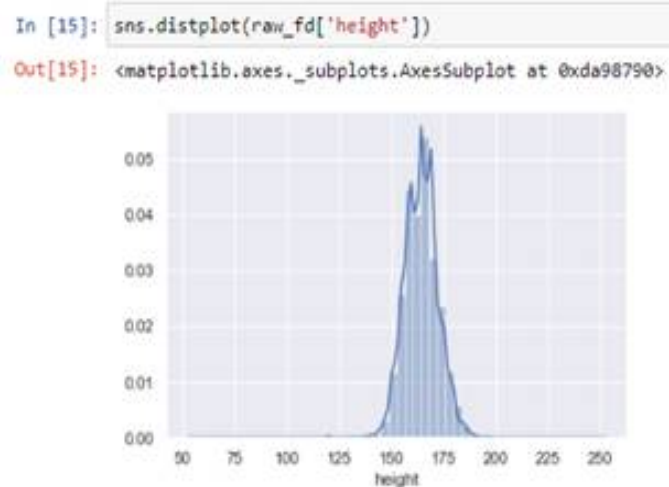 In [15]: sns.distplot(raw_fd['height'])
Out[15]: <matplotlib.axes._subplots.AxesSubplot at 0xda98790>
0.05
0.04
0.03
0.02
0.01
0.00
50 75 100 125 150 175 200 225 250
height